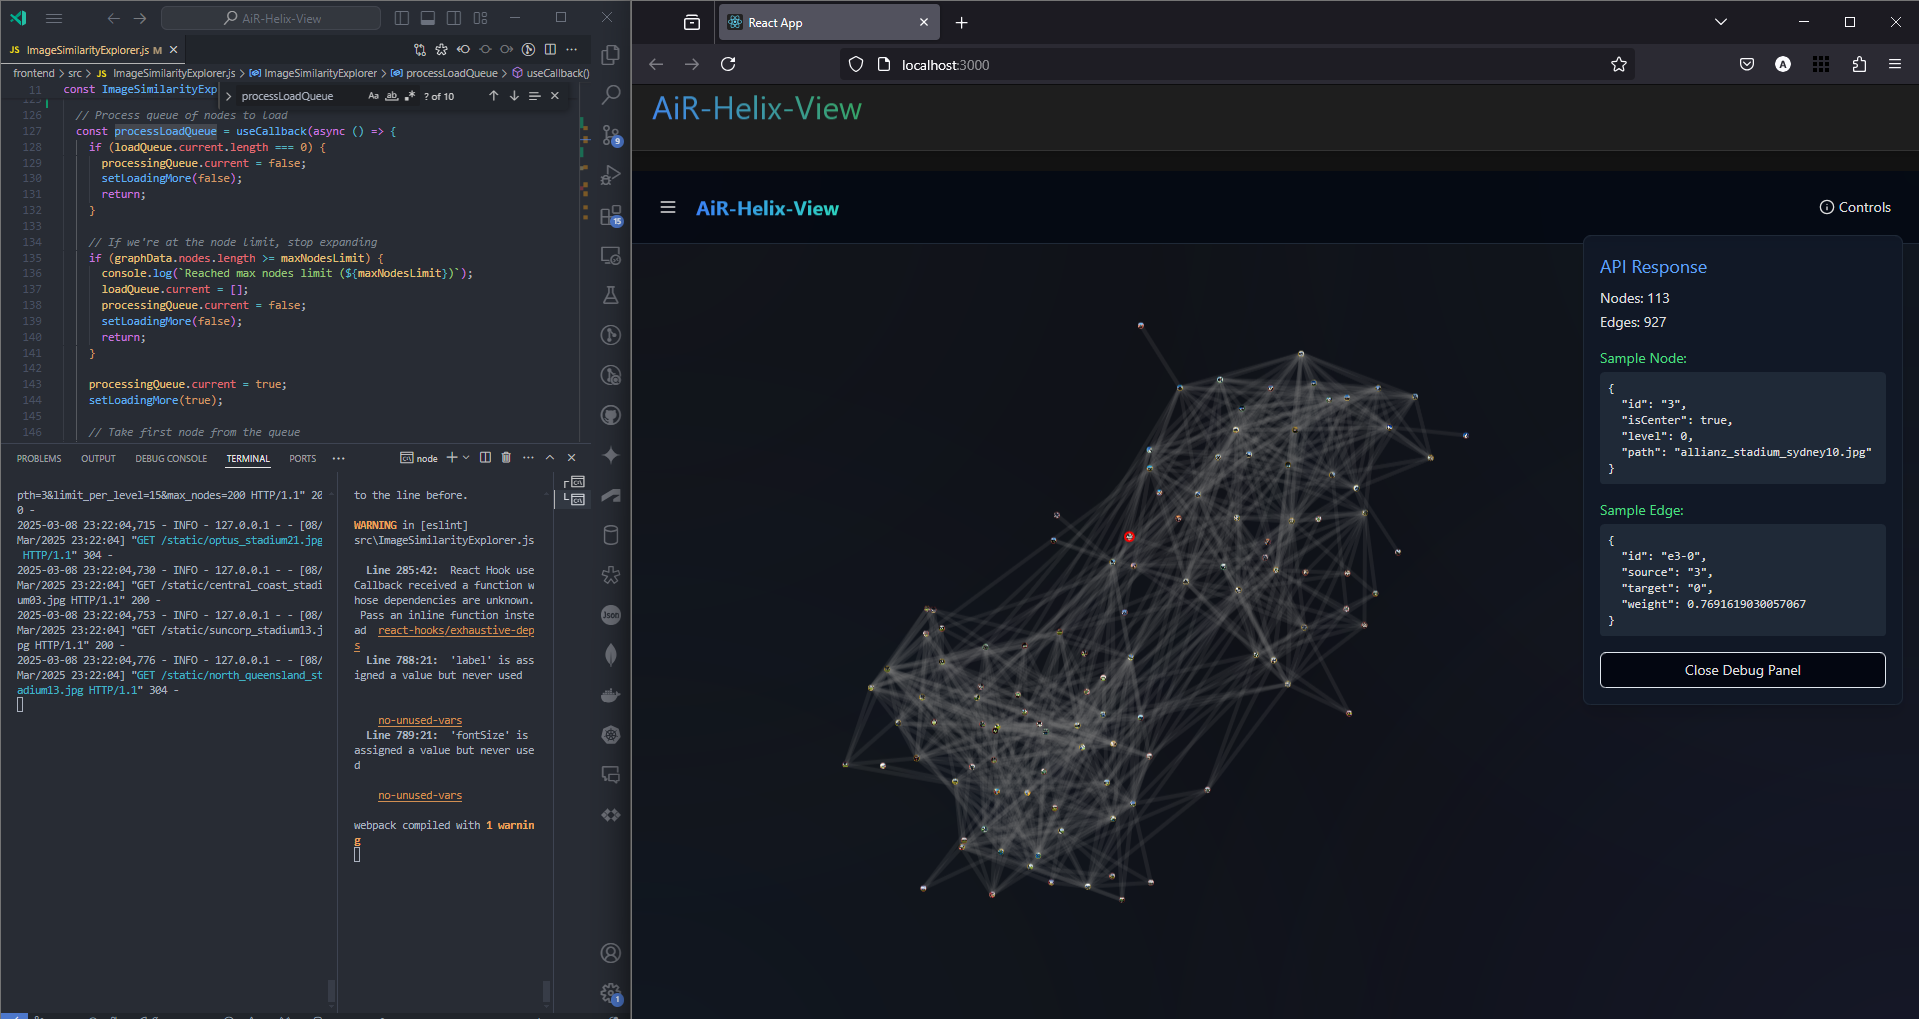 AiR-Helix-View
JS ImageSimilarityExplorer.js M
frontend > src > JS ImageSimilarityExplorer.js > ImageSimilarityExplorer > processLoadQueue > useCallback()
11 const ImageSimilarityExp
processLoadQueue
Aa ab .* ? of 10
126 // Process queue of nodes to load
127 const processLoadQueue = useCallback(async () => {
128 if (loadQueue.current.length === 0) {
129 processingQueue.current = false;
130 setLoadingMore(false);
131 return;
132 }
133
134 // If we're at the node limit, stop expanding
135 if (graphData.nodes.length >= maxNodesLimit) {
136 console.log(`Reached max nodes limit (${maxNodesLimit})`);
137 loadQueue.current = [];
138 processingQueue.current = false;
139 setLoadingMore(false);
140 return;
141 }
142
143 processingQueue.current = true;
144 setLoadingMore(true);
145
146 // Take first node from the queue
PROBLEMS OUTPUT DEBUG CONSOLE TERMINAL PORTS
node
pth=3&limit_per_level=15&max_nodes=200 HTTP/1.1" 20
0 -
2025-03-08 23:22:04,715 - INFO - 127.0.0.1 - - [08/
Mar/2025 23:22:04] "GET /static/optus_stadium21.jpg
HTTP/1.1" 304 -
2025-03-08 23:22:04,730 - INFO - 127.0.0.1 - - [08/
Mar/2025 23:22:04] "GET /static/central_coast_stadi
um03.jpg HTTP/1.1" 200 -
2025-03-08 23:22:04,753 - INFO - 127.0.0.1 - - [08/
Mar/2025 23:22:04] "GET /static/suncorp_stadium13.j
pg HTTP/1.1" 200 -
2025-03-08 23:22:04,776 - INFO - 127.0.0.1 - - [08/
Mar/2025 23:22:04] "GET /static/north_queensland_st
adium13.jpg HTTP/1.1" 304 -
to the line before.
WARNING in [eslint]
src\ImageSimilarityExplorer.js
Line 285:42: React Hook use
Callback received a function w
hose dependencies are unknown.
Pass an inline function inste
ad react-hooks/exhaustive-dep
s
Line 788:21: 'label' is ass
igned a value but never used
no-unused-vars
Line 789:21: 'fontSize' is
assigned a value but never use
d
no-unused-vars
webpack compiled with 1 warnin
g
9
15
Json
1
React App
localhost:3000
A
AiR-Helix-View
AiR-Helix-View
Controls
API Response
Nodes: 113
Edges: 927
Sample Node:
{
"id": "3",
"isCenter": true,
"level": 0,
"path": "allianz_stadium_sydney10.jpg"
}
Sample Edge:
{
"id": "e3-0",
"source": "3",
"target": "0",
"weight": 0.7691619030057067
}
Close Debug Panel